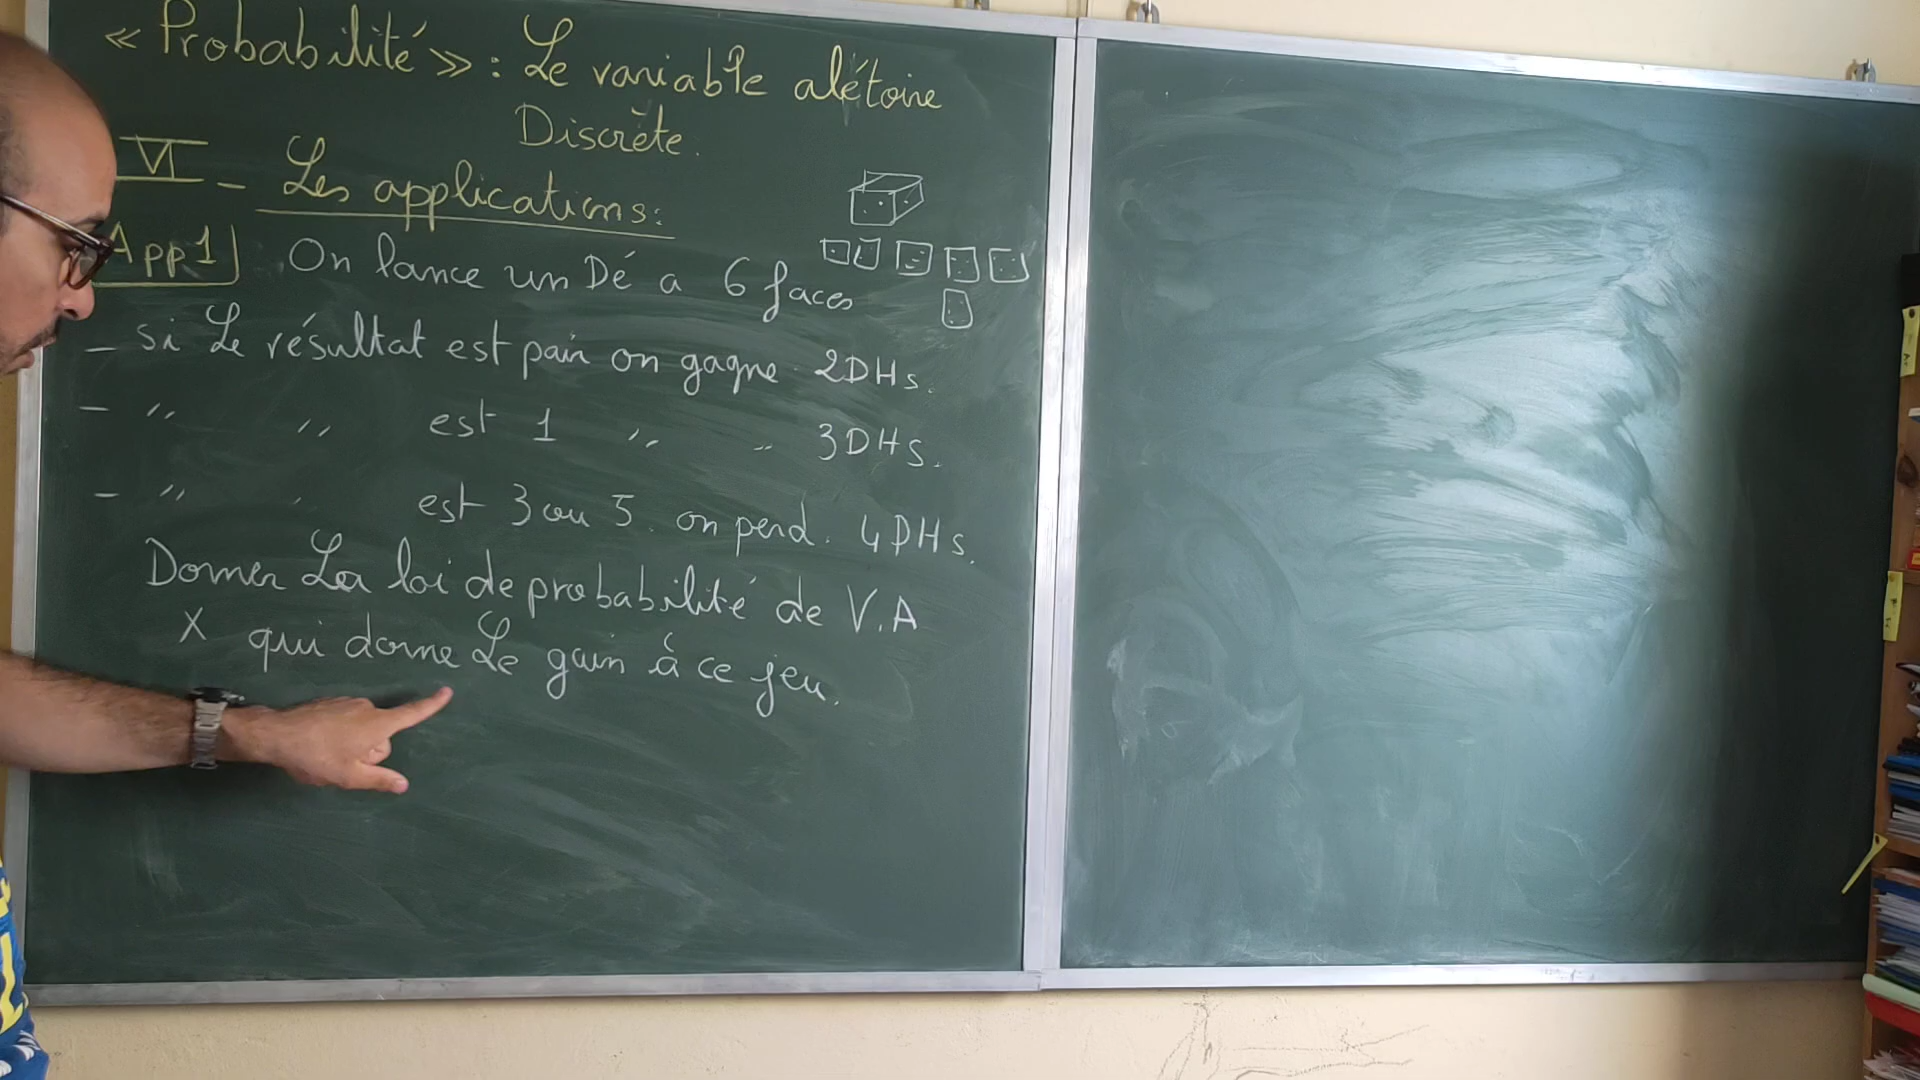 « Probabilité » : Le variable alétoire
Discrète.
VI - Les applications:
App1 On lance un Dé a 6 faces
- si Le résultat est pair on gagne 2DHs.
- " " est 1 " " 3DHS.
- " " est 3 ou 5. on perd. 4DHs.
Donner La loi de probabilité de V.A
X qui donne Le gain à ce jeu.